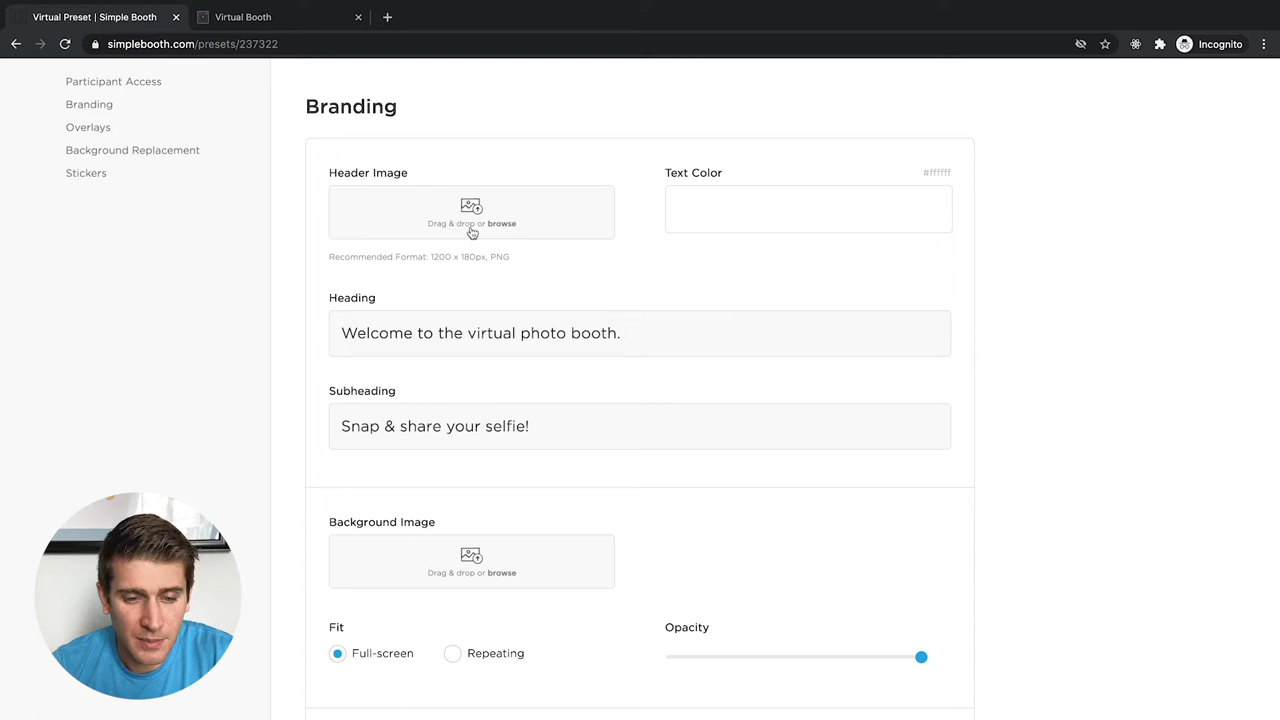 Virtual Preset | Simple Booth
Virtual Booth
simplebooth.com/presets/237322
Incognito
Participant Access
Branding
Overlays
Background Replacement
Stickers
Branding
Header Image
Text Color
#ffffff
Drag & drop or browse
Recommended Format: 1200 x 180px, PNG
Heading
Welcome to the virtual photo booth.
Subheading
Snap & share your selfie!
Background Image
Drag & drop or browse
Fit
Opacity
Full-screen
Repeating